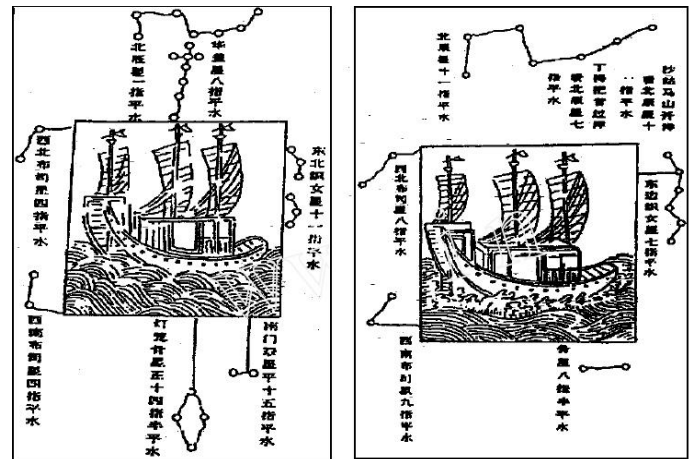 北辰星一指平水
华盖星八指平水
西北布司星四指平水
东北织女星十一指平水
西南布司星四指平水
灯笼骨星正十四指半平水
南门双星平十五指平水
北辰星十一指平水
丁得把昔过洋
看北辰星七
指平水
沙姑马山开洋
看北辰星十
一指平水
西北布司星八指平水
东边织女星七指平水
西南布司星九指平水
骨星八指半平水